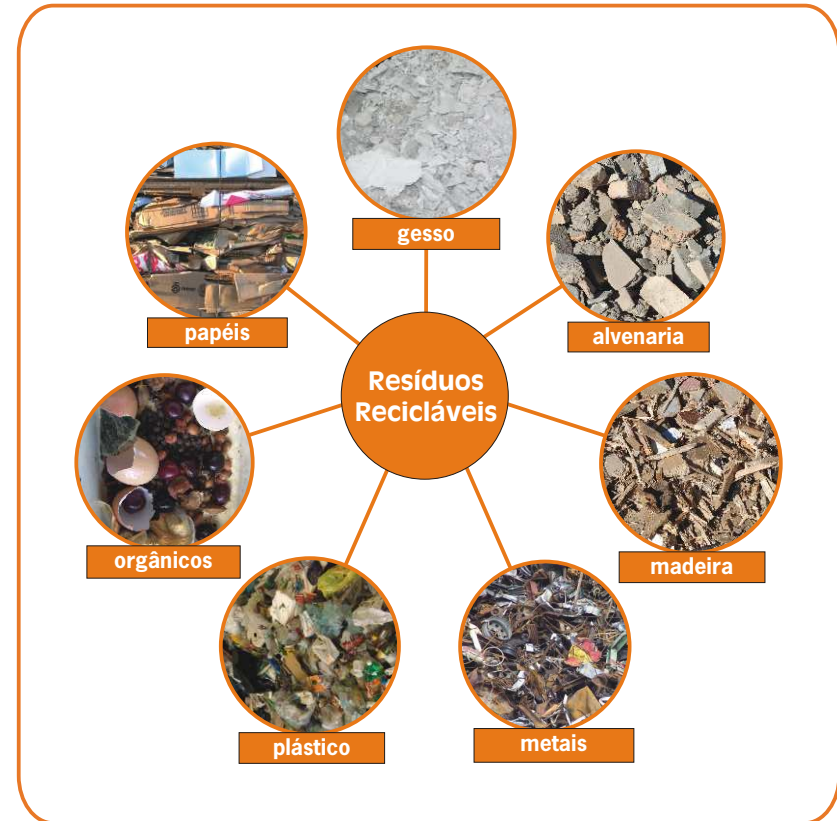 gesso
papéis
alvenaria
Resíduos
Recicláveis
orgânicos
madeira
plástico
metais